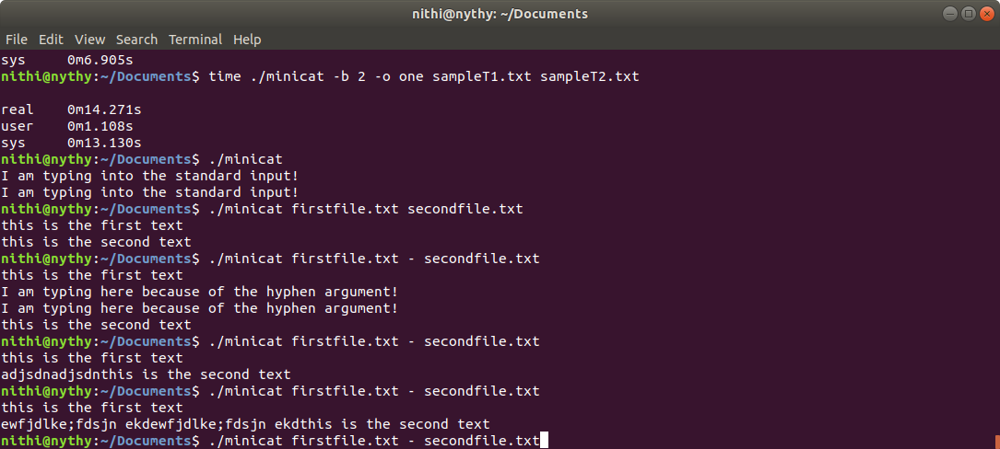 nithi@nythy: ~/Documents
File Edit View Search Terminal Help
sys 0m6.905s
nithi@nythy:~/Documents$ time ./minicat -b 2 -o one sampleT1.txt sampleT2.txt
real 0m14.271s
user 0m1.108s
sys 0m13.130s
nithi@nythy:~/Documents$ ./minicat
I am typing into the standard input!
I am typing into the standard input!
nithi@nythy:~/Documents$ ./minicat firstfile.txt secondfile.txt
this is the first text
this is the second text
nithi@nythy:~/Documents$ ./minicat firstfile.txt - secondfile.txt
this is the first text
I am typing here because of the hyphen argument!
I am typing here because of the hyphen argument!
this is the second text
nithi@nythy:~/Documents$ ./minicat firstfile.txt - secondfile.txt
this is the first text
adjsdnadjsdnthis is the second text
nithi@nythy:~/Documents$ ./minicat firstfile.txt - secondfile.txt
this is the first text
ewfjdlke;fdsjn ekdewfjdlke;fdsjn ekdthis is the second text
nithi@nythy:~/Documents$ ./minicat firstfile.txt - secondfile.txt